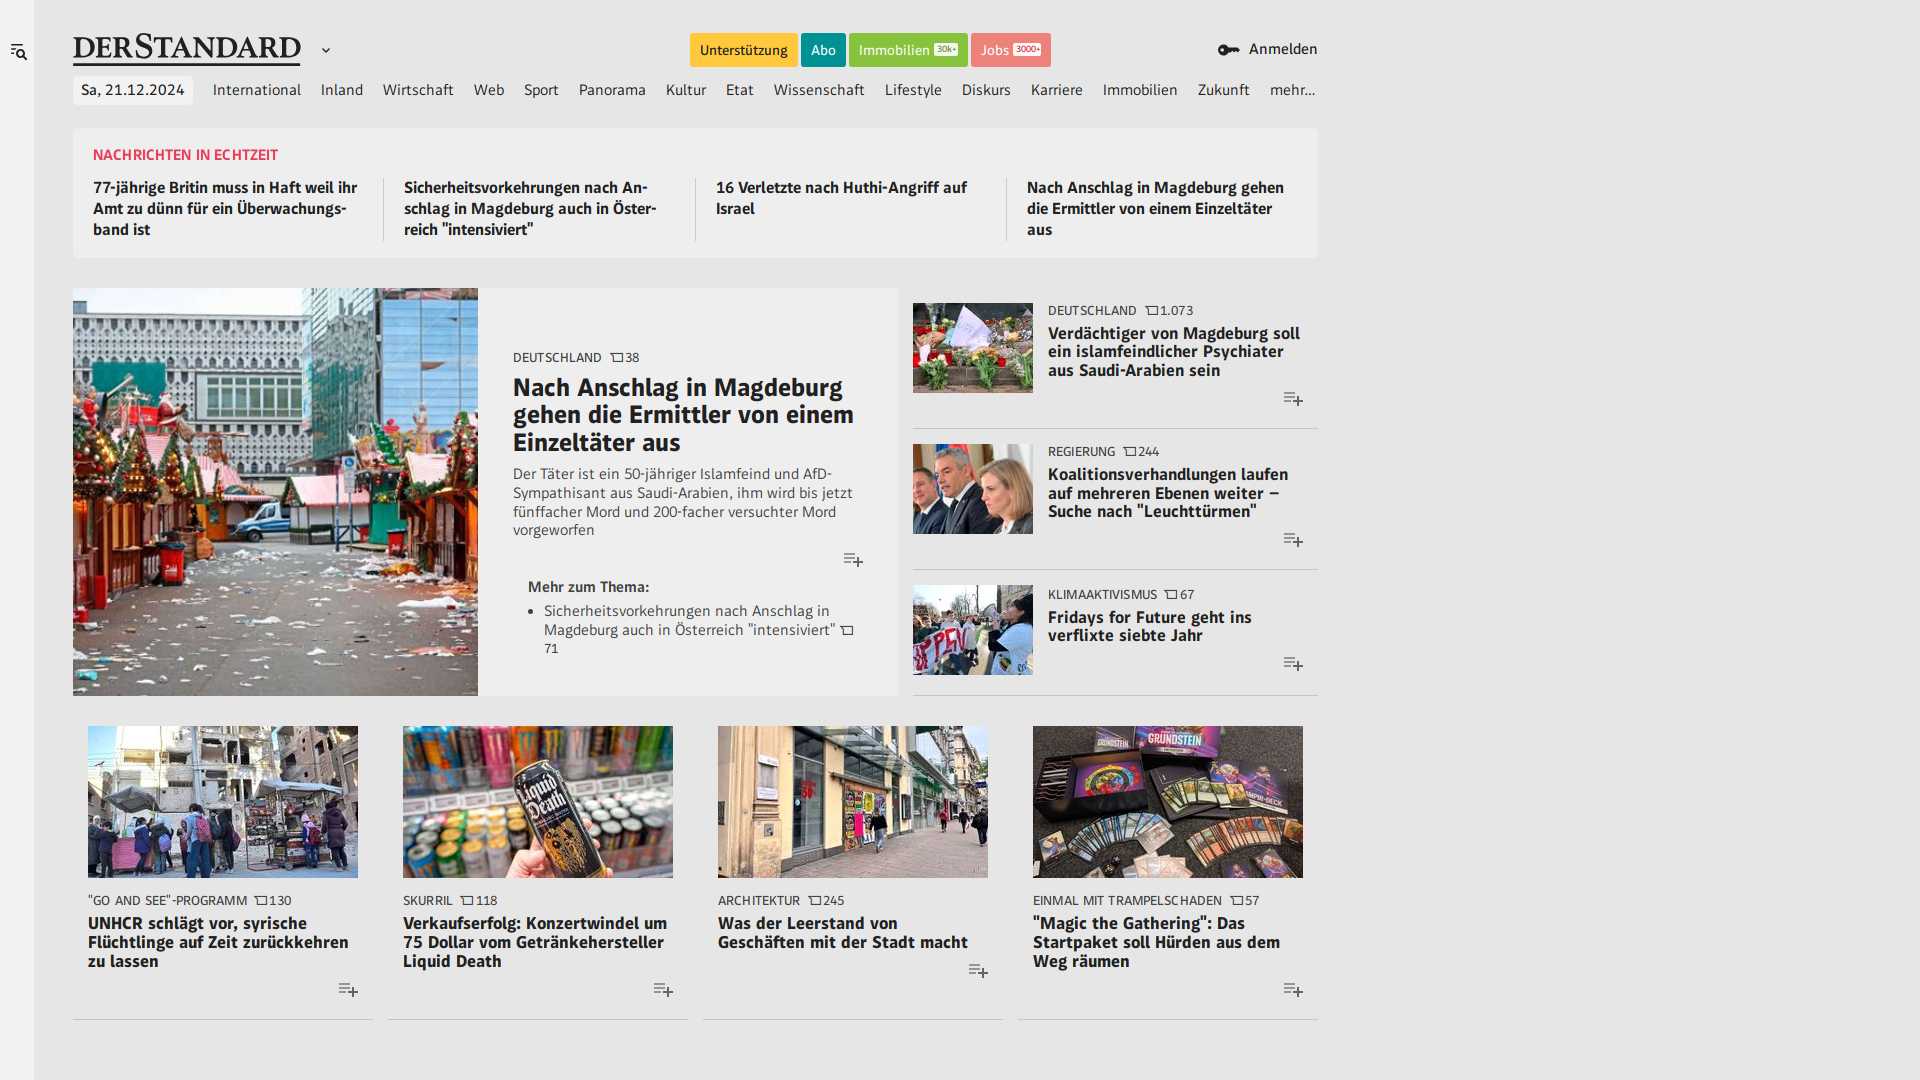 DERSTANDARD
Unterstützung
Abo
Immobilien 30k+
Jobs 3000+
Anmelden
Sa, 21.12.2024
International
Inland
Wirtschaft
Web
Sport
Panorama
Kultur
Etat
Wissenschaft
Lifestyle
Diskurs
Karriere
Immobilien
Zukunft
mehr...
NACHRICHTEN IN ECHTZEIT
77-jährige Britin muss in Haft weil ihr
Amt zu dünn für ein Überwachungs-
band ist
Sicherheitsvorkehrungen nach An-
schlag in Magdeburg auch in Öster-
reich "intensiviert"
16 Verletzte nach Huthi-Angriff auf
Israel
Nach Anschlag in Magdeburg gehen
die Ermittler von einem Einzeltäter
aus
DEUTSCHLAND 38
Nach Anschlag in Magdeburg
gehen die Ermittler von einem
Einzeltäter aus
Der Täter ist ein 50-jähriger Islamfeind und AfD-
Sympathisant aus Saudi-Arabien, ihm wird bis jetzt
fünffacher Mord und 200-facher versuchter Mord
vorgeworfen
Mehr zum Thema:
Sicherheitsvorkehrungen nach Anschlag in
Magdeburg auch in Österreich "intensiviert"
71
DEUTSCHLAND 1.073
Verdächtiger von Magdeburg soll
ein islamfeindlicher Psychiater
aus Saudi-Arabien sein
REGIERUNG 244
Koalitionsverhandlungen laufen
auf mehreren Ebenen weiter –
Suche nach "Leuchttürmen"
KLIMAAKTIVISMUS 67
Fridays for Future geht ins
verflixte siebte Jahr
"GO AND SEE"-PROGRAMM 130
UNHCR schlägt vor, syrische
Flüchtlinge auf Zeit zurückkehren
zu lassen
Liquid
Death
SKURRIL 118
Verkaufserfolg: Konzertwindel um
75 Dollar vom Getränkehersteller
Liquid Death
ARCHITEKTUR 245
Was der Leerstand von
Geschäften mit der Stadt macht
GRUNDSTEIN
GRUNDSTEIN
EINMAL MIT TRAMPELSCHADEN 57
"Magic the Gathering": Das
Startpaket soll Hürden aus dem
Weg räumen